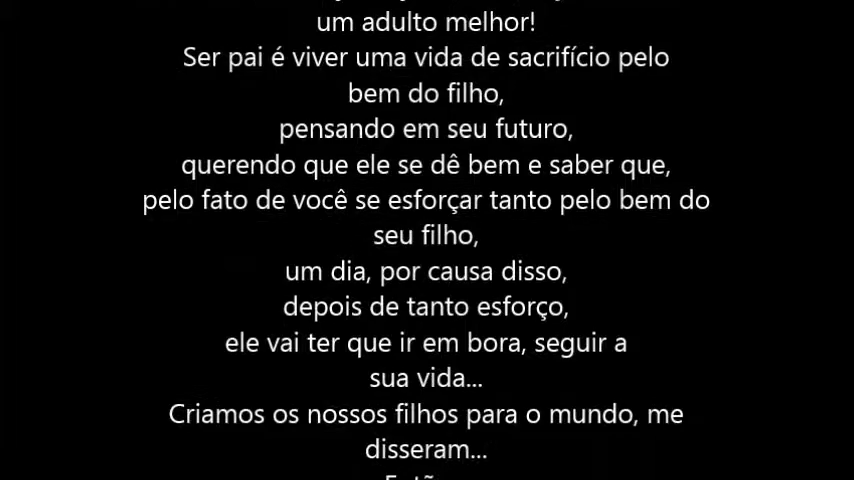 um adulto melhor!
Ser pai é viver uma vida de sacrifício pelo
bem do filho,
pensando em seu futuro,
querendo que ele se dê bem e saber que,
pelo fato de você se esforçar tanto pelo bem do
seu filho,
um dia, por causa disso,
depois de tanto esforço,
ele vai ter que ir em bora, seguir a
sua vida...
Criamos os nossos filhos para o mundo, me
disseram...